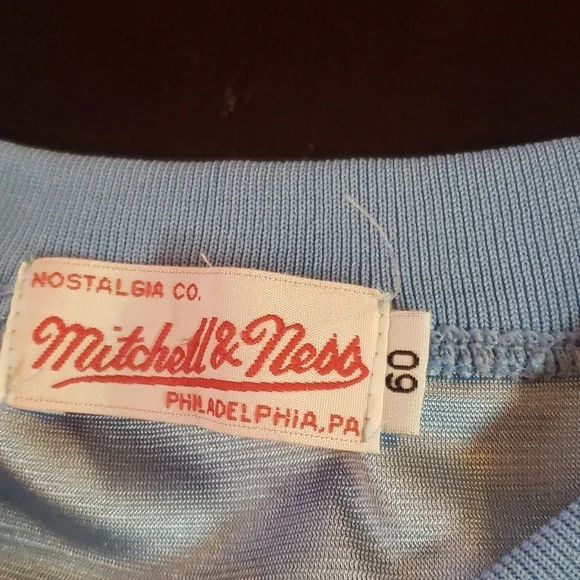 NOSTALGIA CO.
Mitchell & Ness
PHILADELPHIA, PA
60